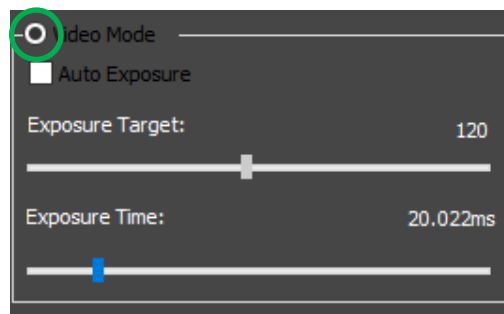 Video Mode
Auto Exposure
Exposure Target:
120
Exposure Time:
20.022ms